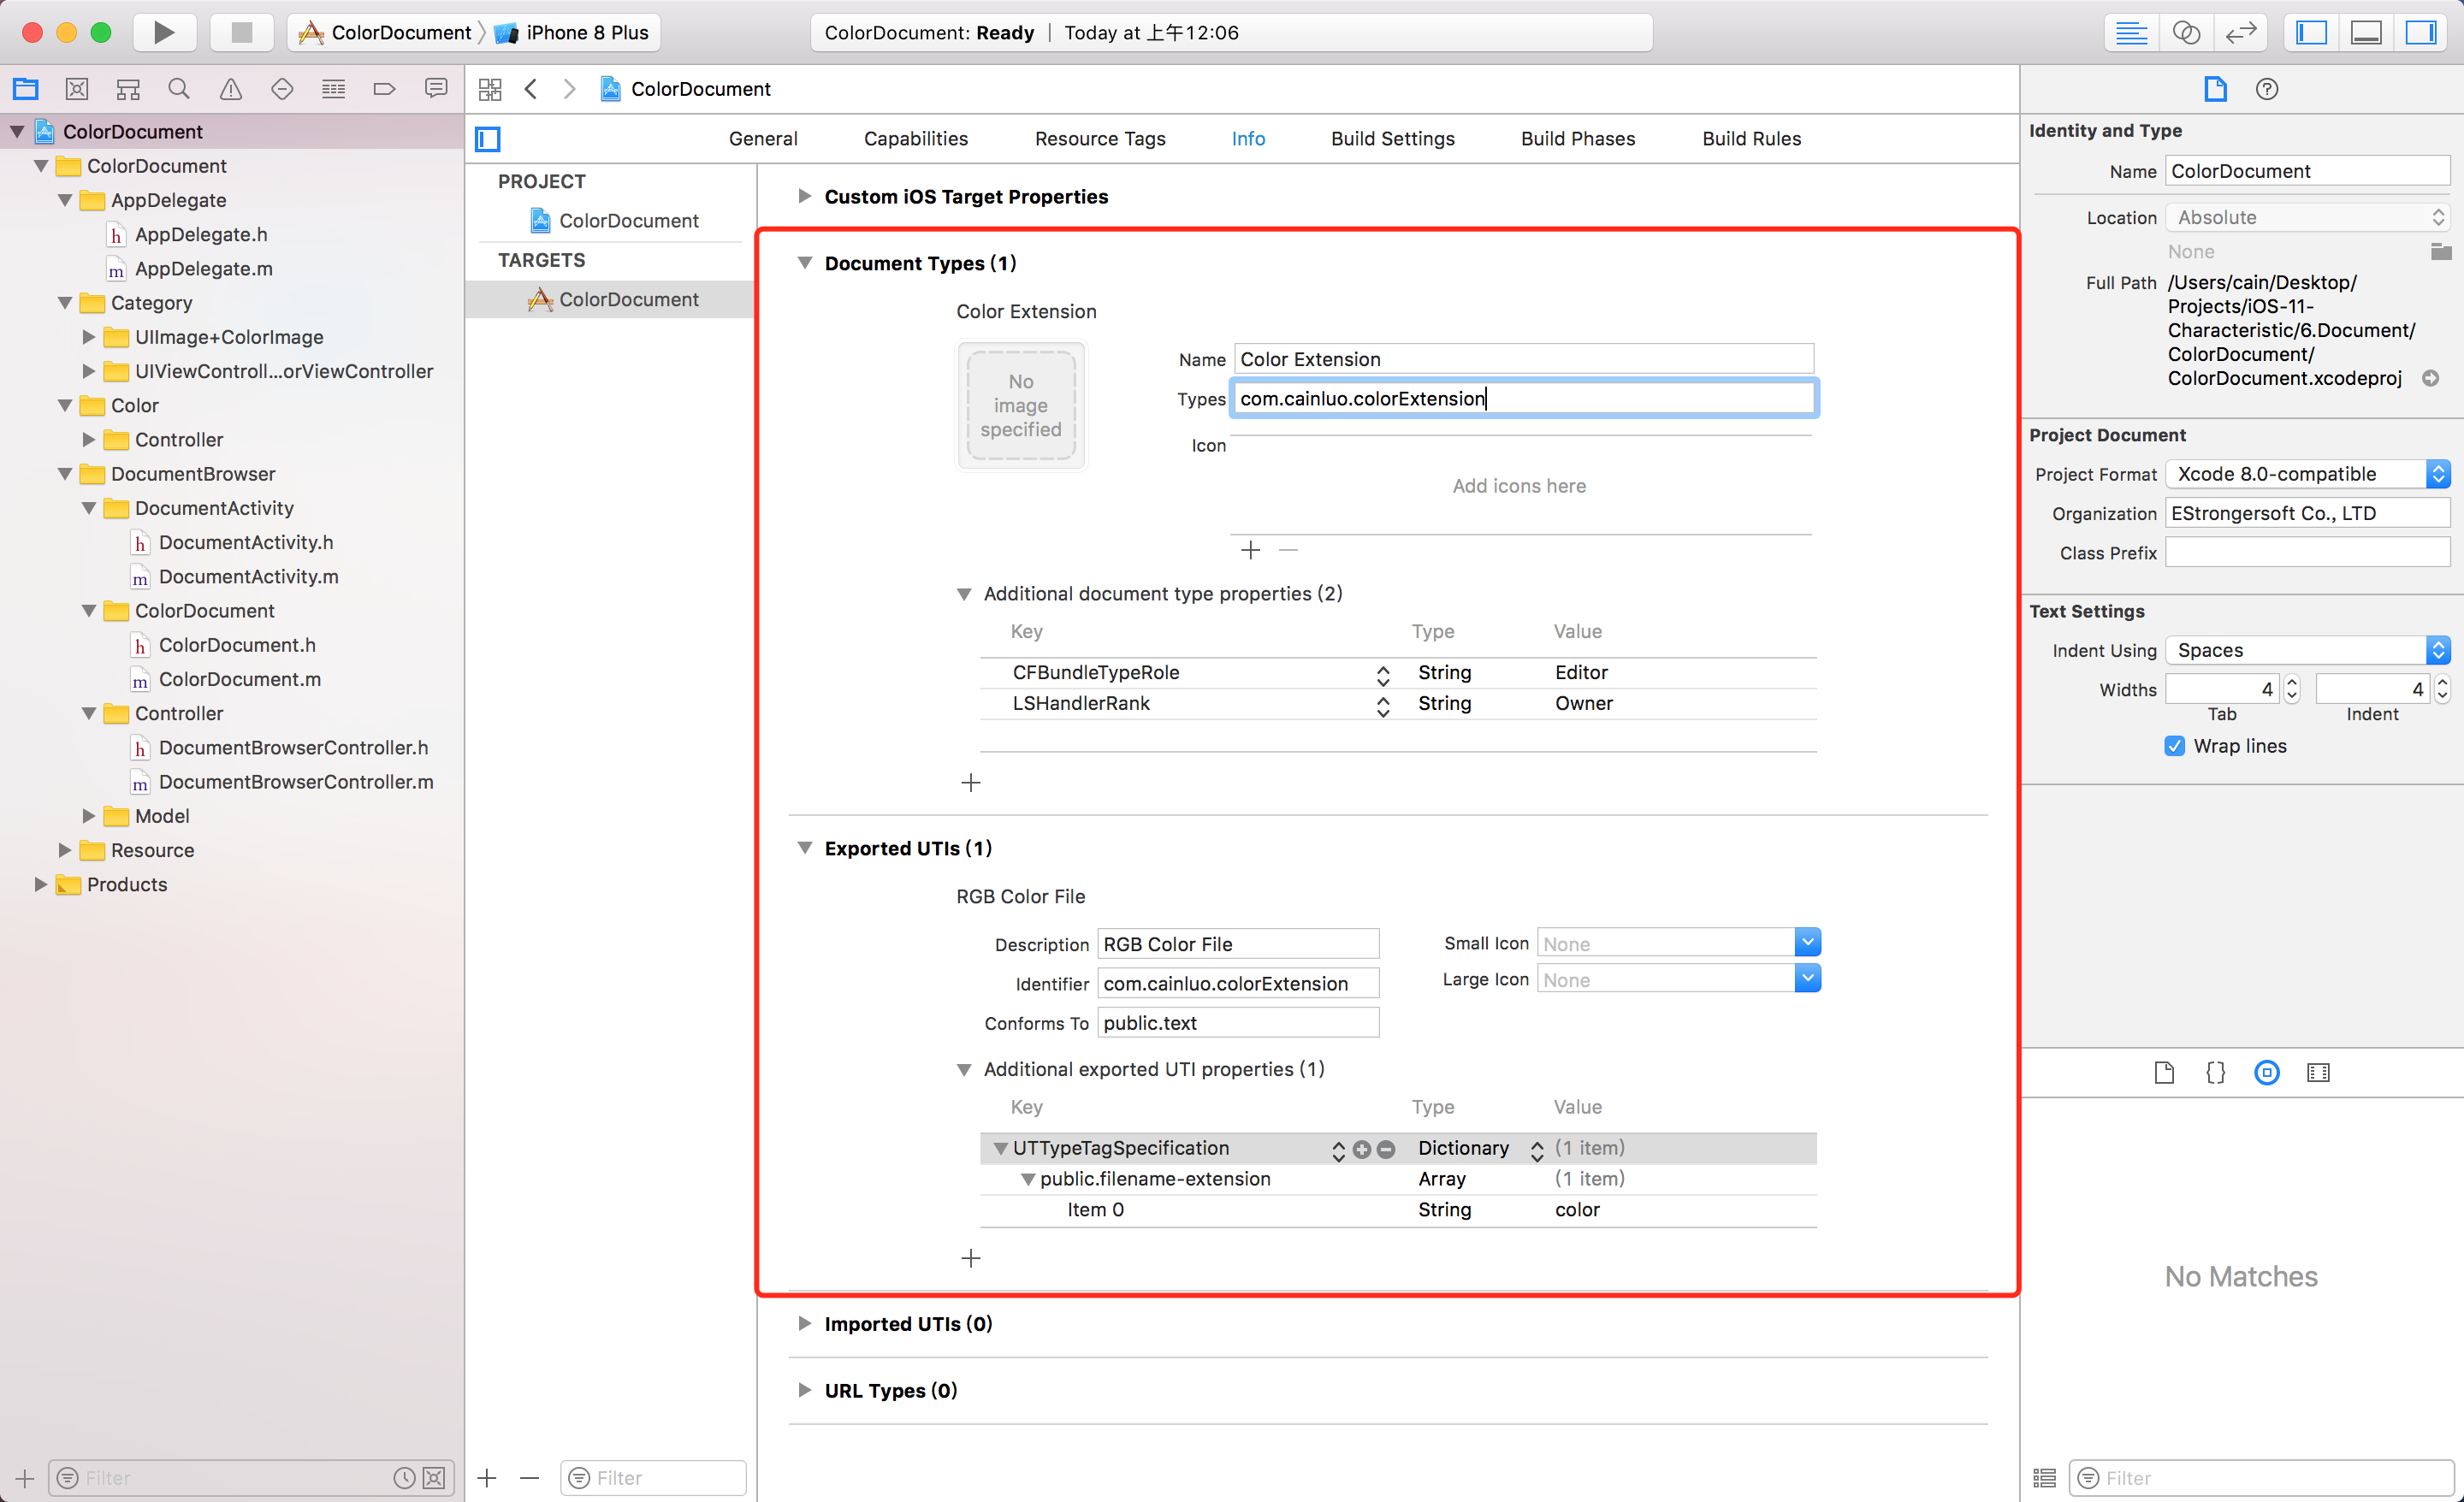 ColorDocument iPhone 8 Plus
ColorDocument: Ready | Today at 上午12:06
ColorDocument
ColorDocument
AppDelegate
AppDelegate.h
AppDelegate.m
Category
UIImage+ColorImage
UIViewControll...orViewController
Color
Controller
DocumentBrowser
DocumentActivity
DocumentActivity.h
DocumentActivity.m
ColorDocument
ColorDocument.h
ColorDocument.m
Controller
DocumentBrowserController.h
DocumentBrowserController.m
Model
Resource
Products
Filter
ColorDocument
General Capabilities Resource Tags Info Build Settings Build Phases Build Rules
PROJECT
ColorDocument
TARGETS
ColorDocument
Filter
Custom iOS Target Properties
Document Types (1)
Color Extension
No
image
specified
Name Color Extension
Types com.cainluo.colorExtension
Icon
Add icons here
Additional document type properties (2)
Key Type Value
CFBundleTypeRole String Editor
LSHandlerRank String Owner
Exported UTIs (1)
RGB Color File
Description RGB Color File
Identifier com.cainluo.colorExtension
Conforms To public.text
Small Icon None
Large Icon None
Additional exported UTI properties (1)
Key Type Value
UTTypeTagSpecification Dictionary (1 item)
public.filename-extension Array (1 item)
Item 0 String color
Imported UTIs (0)
URL Types (0)
Identity and Type
Name ColorDocument
Location Absolute
None
Full Path /Users/cain/Desktop/
Projects/iOS-11-
Characteristic/6.Document/
ColorDocument/
ColorDocument.xcodeproj
Project Document
Project Format Xcode 8.0-compatible
Organization EStrongersoft Co., LTD
Class Prefix
Text Settings
Indent Using Spaces
Widths 4 4
Tab Indent
Wrap lines
No Matches
Filter